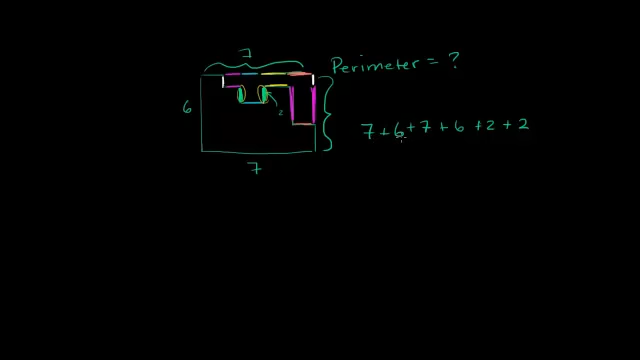 7
Perimeter = ?
6
2
7 + 6 + 7 + 6 + 2 + 2
7